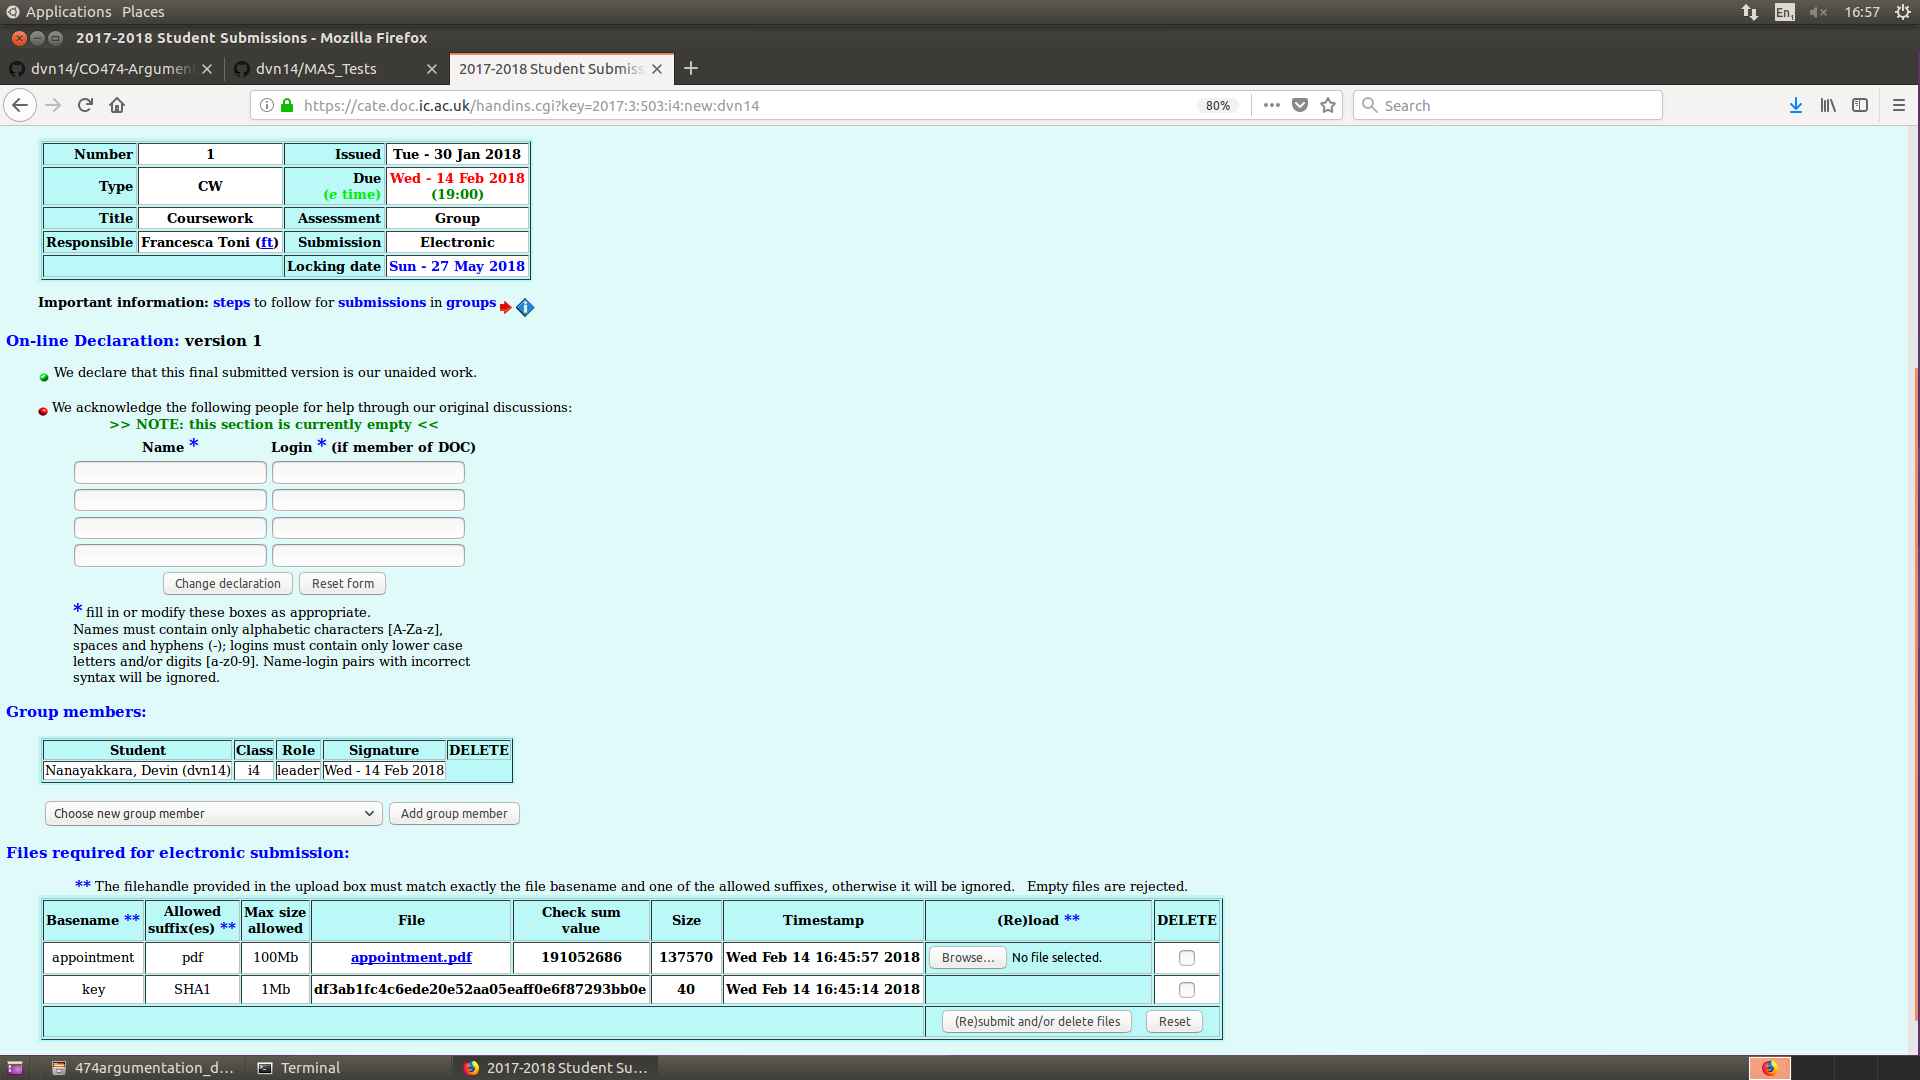 Applications Places En 16:57
2017-2018 Student Submissions - Mozilla Firefox
dvn14/CO474-Argumen dvn14/MAS_Tests 2017-2018 Student Submiss
https://cate.doc.ic.ac.uk/handins.cgi?key=2017:3:503:i4:new:dvn14 80% Search
Number 1 Issued Tue - 30 Jan 2018
Type CW Due (e time) Wed - 14 Feb 2018 (19:00)
Title Coursework Assessment Group
Responsible Francesca Toni (ft) Submission Electronic
Locking date Sun - 27 May 2018
Important information: steps to follow for submissions in groups
On-line Declaration: version 1
We declare that this final submitted version is our unaided work.
We acknowledge the following people for help through our original discussions:
>> NOTE: this section is currently empty <<
Name * Login * (if member of DOC)
Change declaration Reset form
* fill in or modify these boxes as appropriate.
Names must contain only alphabetic characters [A-Za-z],
spaces and hyphens (-); logins must contain only lower case
letters and/or digits [a-z0-9]. Name-login pairs with incorrect
syntax will be ignored.
Group members:
Student Class Role Signature DELETE
Nanayakkara, Devin (dvn14) i4 leader Wed - 14 Feb 2018
Choose new group member Add group member
Files required for electronic submission:
** The filehandle provided in the upload box must match exactly the file basename and one of the allowed suffixes, otherwise it will be ignored. Empty files are rejected.
Basename ** Allowed suffix(es) ** Max size allowed File Check sum value Size Timestamp (Re)load ** DELETE
appointment pdf 100Mb appointment.pdf 191052686 137570 Wed Feb 14 16:45:57 2018 Browse... No file selected.
key SHA1 1Mb df3ab1fc4c6ede20e52aa05eaff0e6f87293bb0e 40 Wed Feb 14 16:45:14 2018
(Re)submit and/or delete files Reset
474argumentation_d... Terminal 2017-2018 Student Su...